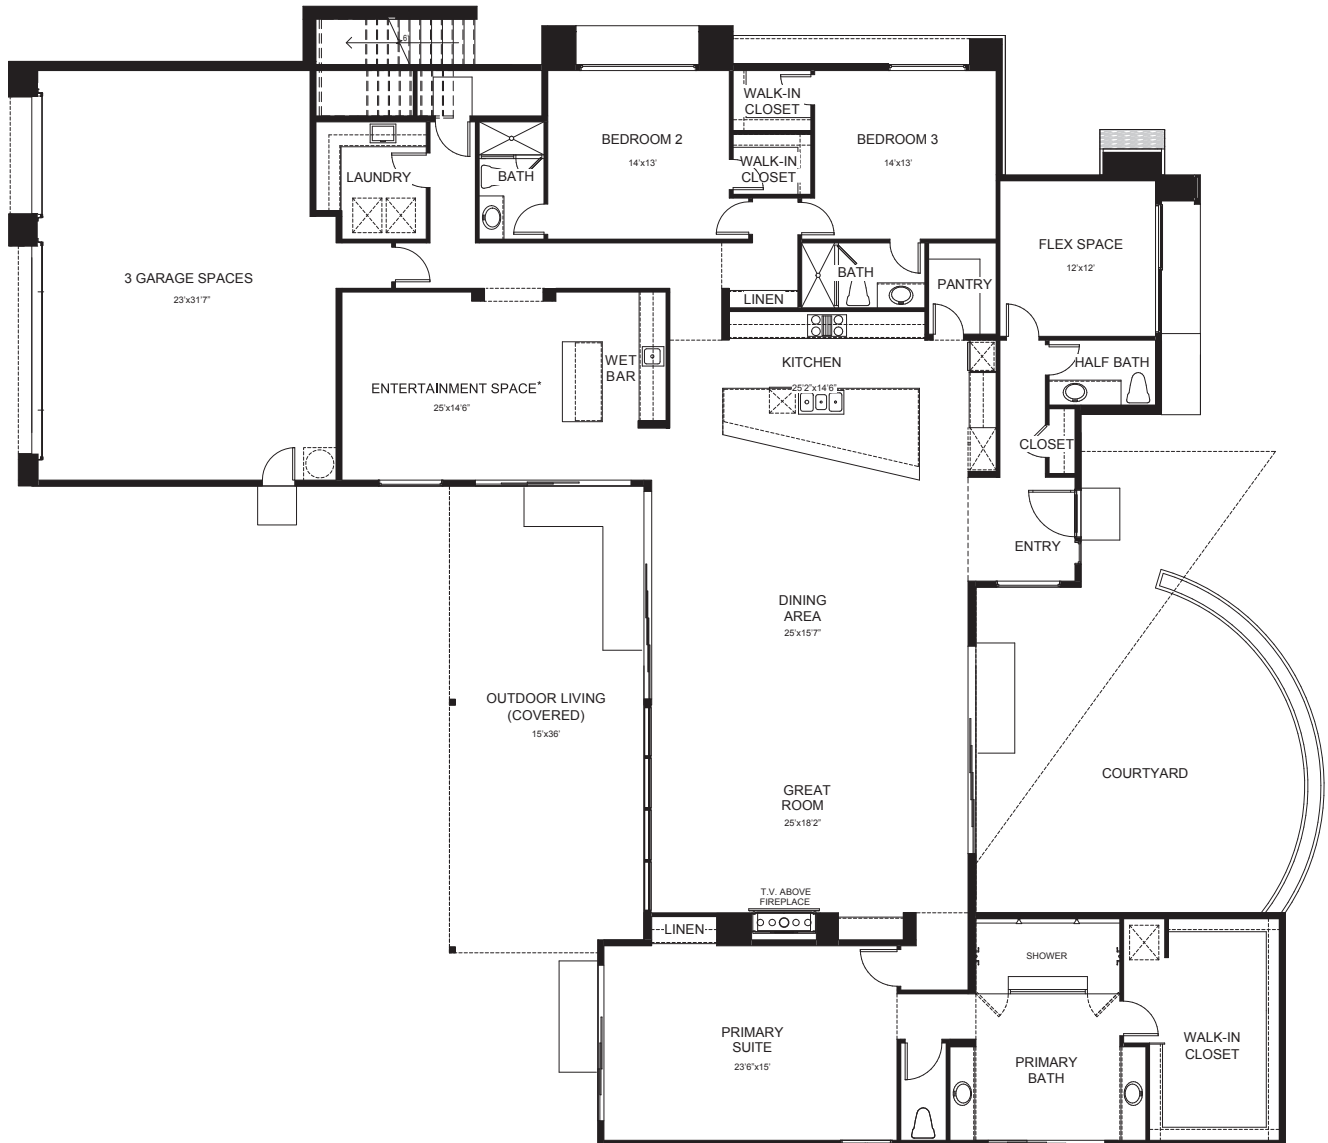 WALK-IN
CLOSET
BEDROOM 2
14'x13'
BEDROOM 3
14'x13'
WALK-IN
CLOSET
LAUNDRY
BATH
FLEX SPACE
12'x12'
3 GARAGE SPACES
23'x31'7"
BATH
PANTRY
LINEN
WET
BAR
KITCHEN
25'2"x14'6"
HALF BATH
ENTERTAINMENT SPACE*
25'x14'6"
CLOSET
ENTRY
DINING
AREA
25'x15'7"
OUTDOOR LIVING
(COVERED)
15'x36'
COURTYARD
GREAT
ROOM
25'x18'2"
T.V. ABOVE
FIREPLACE
LINEN
SHOWER
PRIMARY
SUITE
23'6"x15'
PRIMARY
BATH
WALK-IN
CLOSET